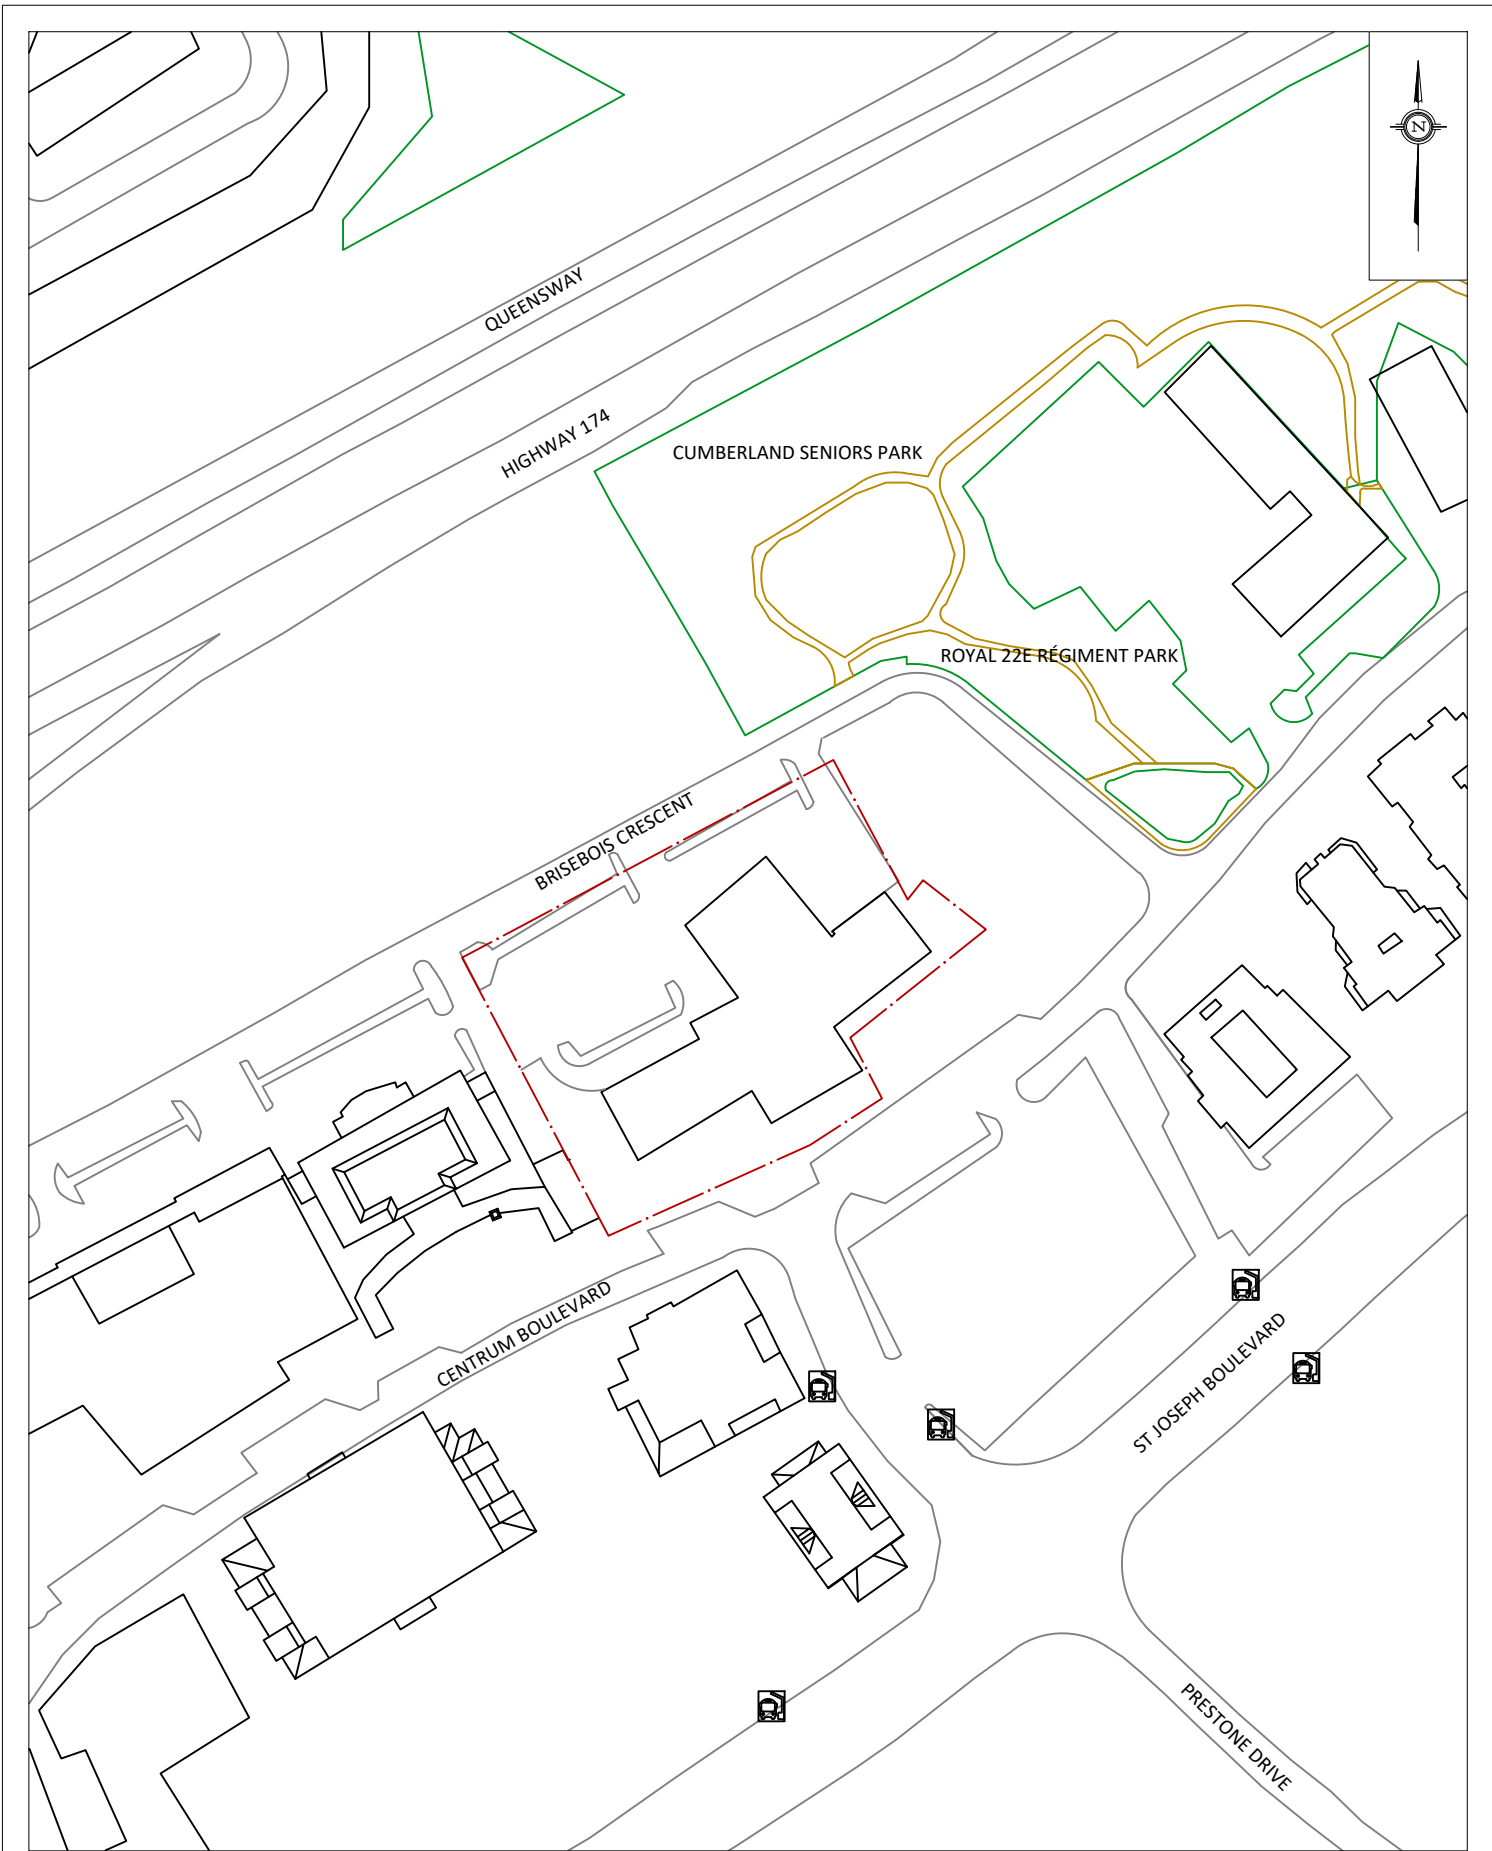 N
QUEENSWAY
HIGHWAY 174
CUMBERLAND SENIORS PARK
ROYAL 22E RÉGIMENT PARK
BRISEBOIS CRESCENT
CENTRUM BOULEVARD
ST JOSEPH BOULEVARD
PRESTONE DRIVE